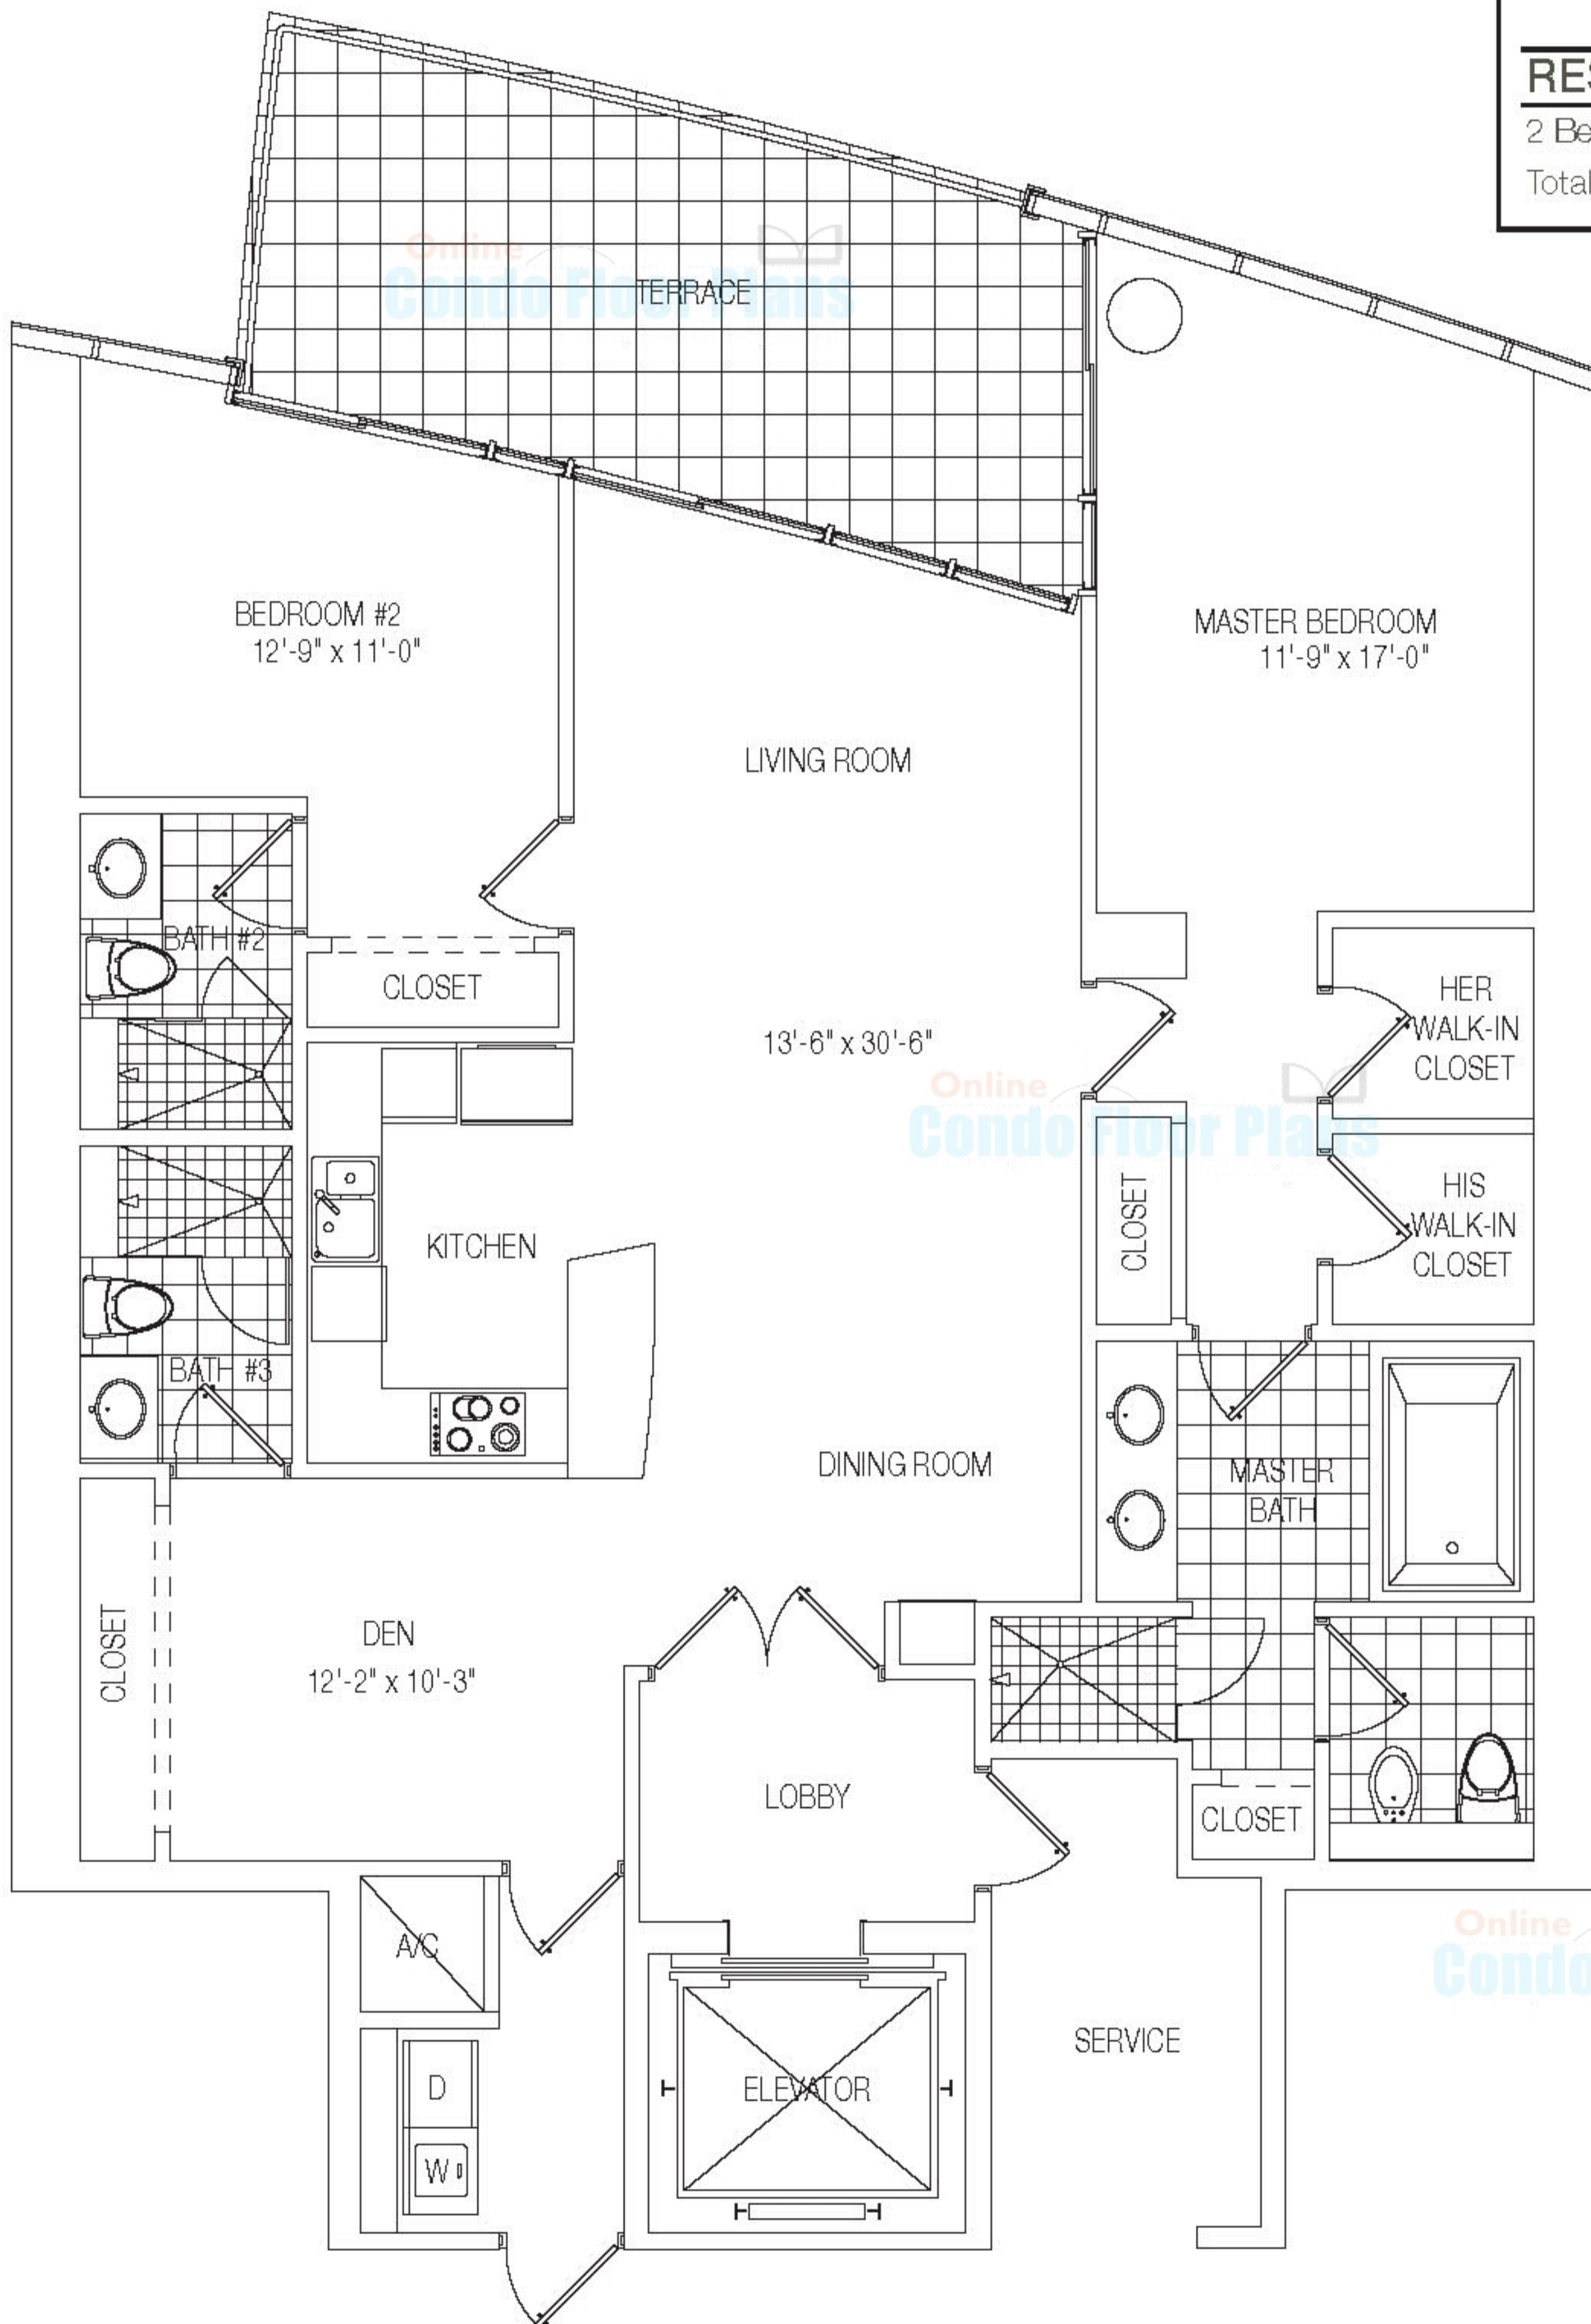 RES
2 Be
Total
Online
Condo Floor Plans
TERRACE
BEDROOM #2
12'-9" x 11'-0"
MASTER BEDROOM
11'-9" x 17'-0"
LIVING ROOM
BATH #2
CLOSET
13'-6" x 30'-6"
HER
WALK-IN
CLOSET
Online
Condo Floor Plans
CLOSET
HIS
WALK-IN
CLOSET
KITCHEN
BATH #3
DINING ROOM
MASTER
BATH
CLOSET
DEN
12'-2" x 10'-3"
LOBBY
CLOSET
A/C
Online
Condo
SERVICE
D
ELEVATOR
W